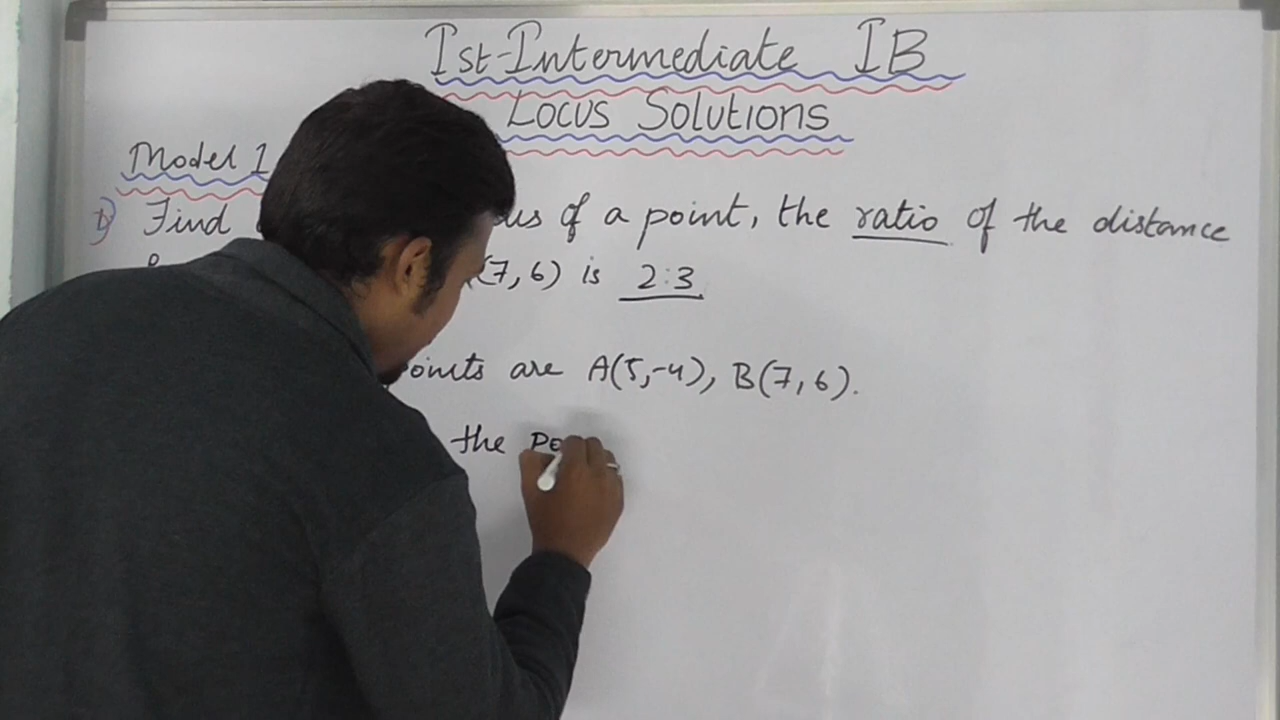 Ist-Intermediate IB
Locus Solutions
Model 1
1) Find us of a point, the ratio of the distance
(7, 6) is 2:3
oints are A(5,-4), B(7, 6).
the Po